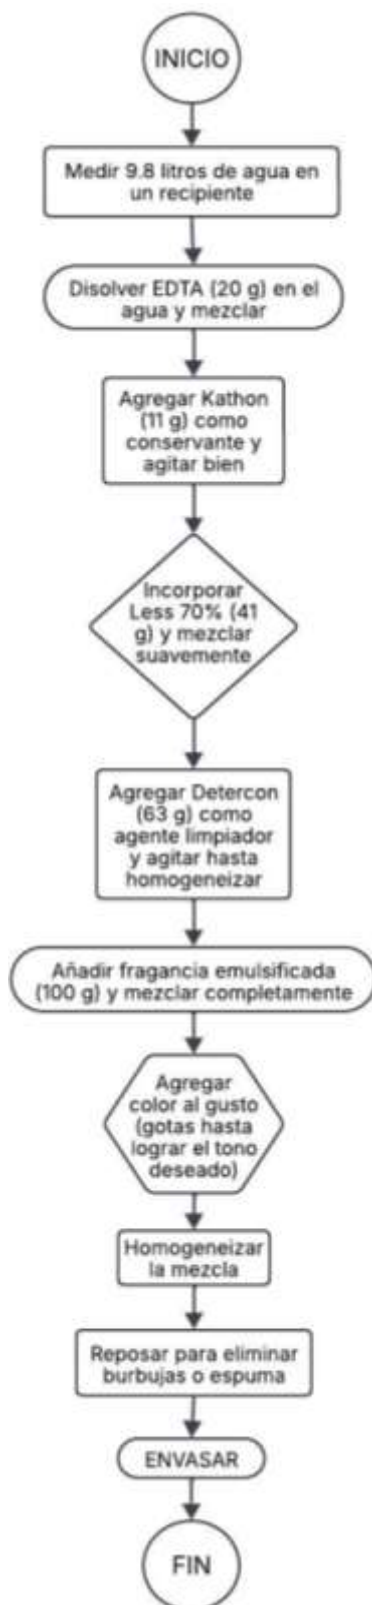 INICIO
Medir 9.8 litros de agua en
un recipiente
Disolver EDTA (20 g) en el
agua y mezclar
Agregar Kathon
(11 g) como
conservante y
agitar bien
Incorporar
Less 70% (41
g) y mezclar
suavemente
Agregar Detercon
(63 g) como
agente limpiador
y agitar hasta
homogeneizar
Añadir fragancia emulsificada
(100 g) y mezclar completamente
Agregar
color al gusto
(gotas hasta
lograr el tono
deseado)
Homogeneizar
la mezcla
Reposar para eliminar
burbujas o espuma
ENVASAR
FIN